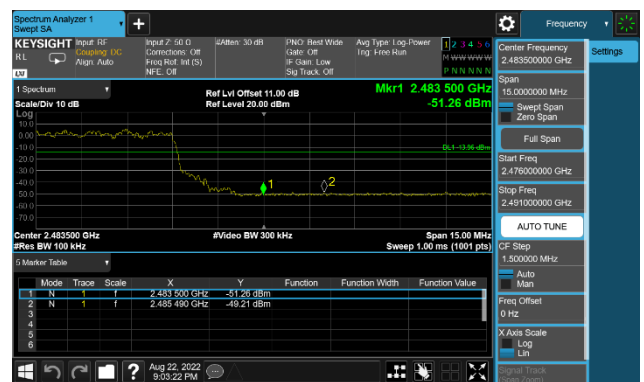 Spectrum Analyzer 1
Swept SA
+
Frequency
KEYSIGHT
RL
LXI
Input: RF
Coupling: DC
Align: Auto
Input Z: 50 Ω
Corrections: Off
Freq Ref: Int (S)
NFE: Off
#Atten: 30 dB
PNO: Best Wide
Gate: Off
IF Gain: Low
Sig Track: Off
Avg Type: Log-Power
Trig: Free Run
1 2 3 4 5 6
M W W W W W
P N N N N N
Center Frequency
2.483500000 GHz
Settings
Span
15.0000000 MHz
Swept Span
Zero Span
Full Span
Start Freq
2.476000000 GHz
Stop Freq
2.491000000 GHz
AUTO TUNE
CF Step
1.500000 MHz
Auto
Man
Freq Offset
0 Hz
X Axis Scale
Log
Lin
Signal Track
(Span Zoom)
1 Spectrum
Scale/Div 10 dB
Log
Ref Lvl Offset 11.00 dB
Ref Level 20.00 dBm
Mkr1 2.483 500 GHz
-51.26 dBm
10.0
0.00
-10.0
-20.0
-30.0
-40.0
-50.0
-60.0
-70.0
DL1 -13.96 dBm
1
2
Center 2.483500 GHz
#Res BW 100 kHz
#Video BW 300 kHz
Span 15.00 MHz
Sweep 1.00 ms (1001 pts)
5 Marker Table
Mode Trace Scale X Y Function Function Width Function Value
1 N 1 f 2.483 500 GHz -51.26 dBm
2 N 1 f 2.485 490 GHz -49.21 dBm
3
4
5
6
?
Aug 22, 2022
9:03:22 PM